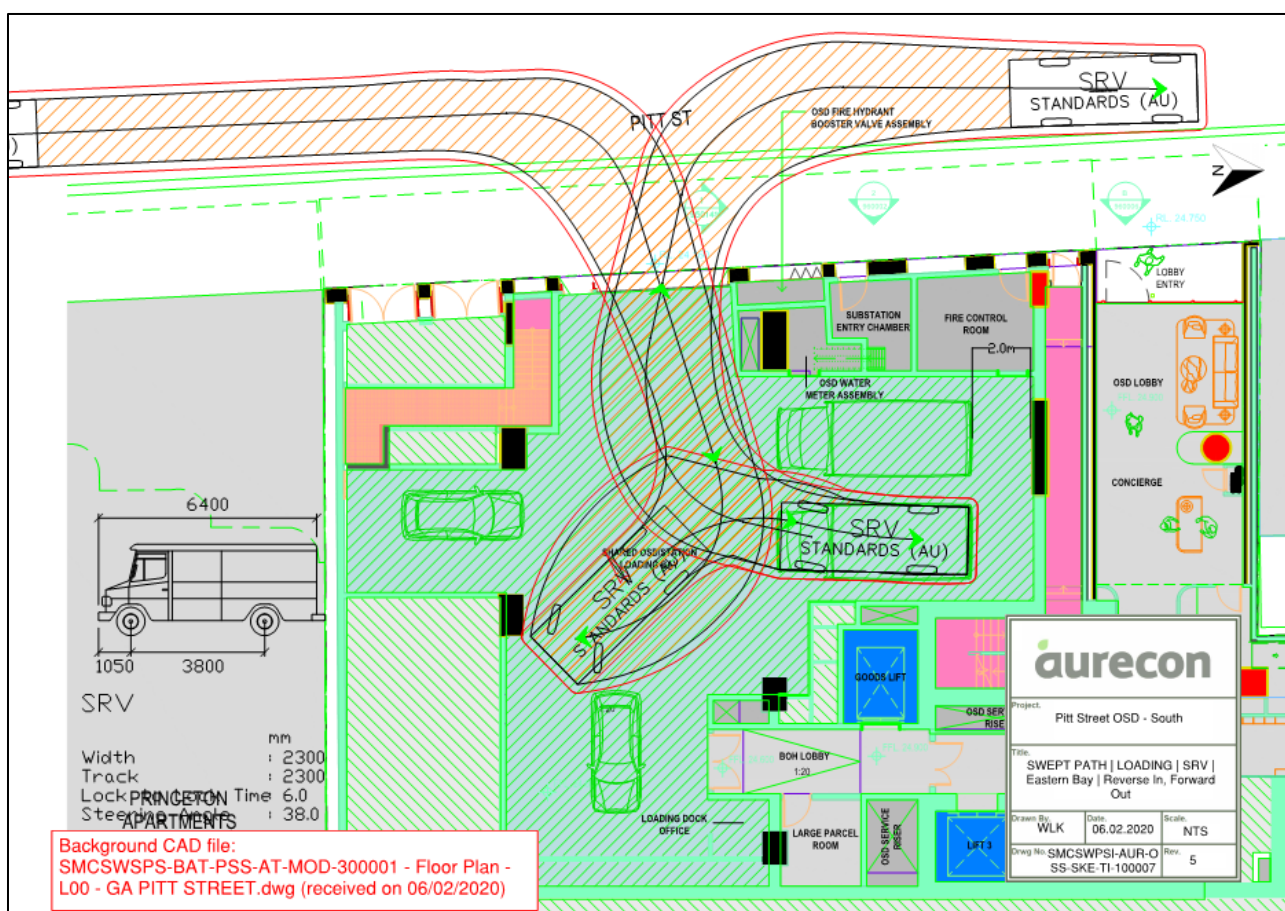 SRV
STANDARDS (AU)
PITT ST
OSD FIRE HYDRANT
BOOSTER VALVE ASSEMBLY
N
RL. 24.750
LOBBY
ENTRY
SUBSTATION
ENTRY CHAMBER
FIRE CONTROL
ROOM
2.0m
OSD WATER
METER ASSEMBLY
OSD LOBBY
CONCIERGE
SRV
STANDARDS (AU)
SHARED OSD/STATION
LOADING BAY
SRV
STANDARDS (AU)
6400
1050
3800
SRV
mm
Width : 2300
Track : 2300
Lock to Lock Time : 6.0
Steering Angle : 38.0
PRINCETON
APARTMENTS
GOODS LIFT
BOH LOBBY
1:20
LOADING DOCK
OFFICE
LARGE PARCEL
ROOM
OSD SERVICE
RISER
LIFT 3
aurecon
Project.
Pitt Street OSD - South
Title.
SWEPT PATH | LOADING | SRV |
Eastern Bay | Reverse In, Forward
Out
Drawn By.
WLK
Date.
06.02.2020
Scale.
NTS
Drwg No. SMCSWPSI-AUR-O
SS-SKE-TI-100007
Rev.
5
Background CAD file:
SMCSWSPS-BAT-PSS-AT-MOD-300001 - Floor Plan -
L00 - GA PITT STREET.dwg (received on 06/02/2020)